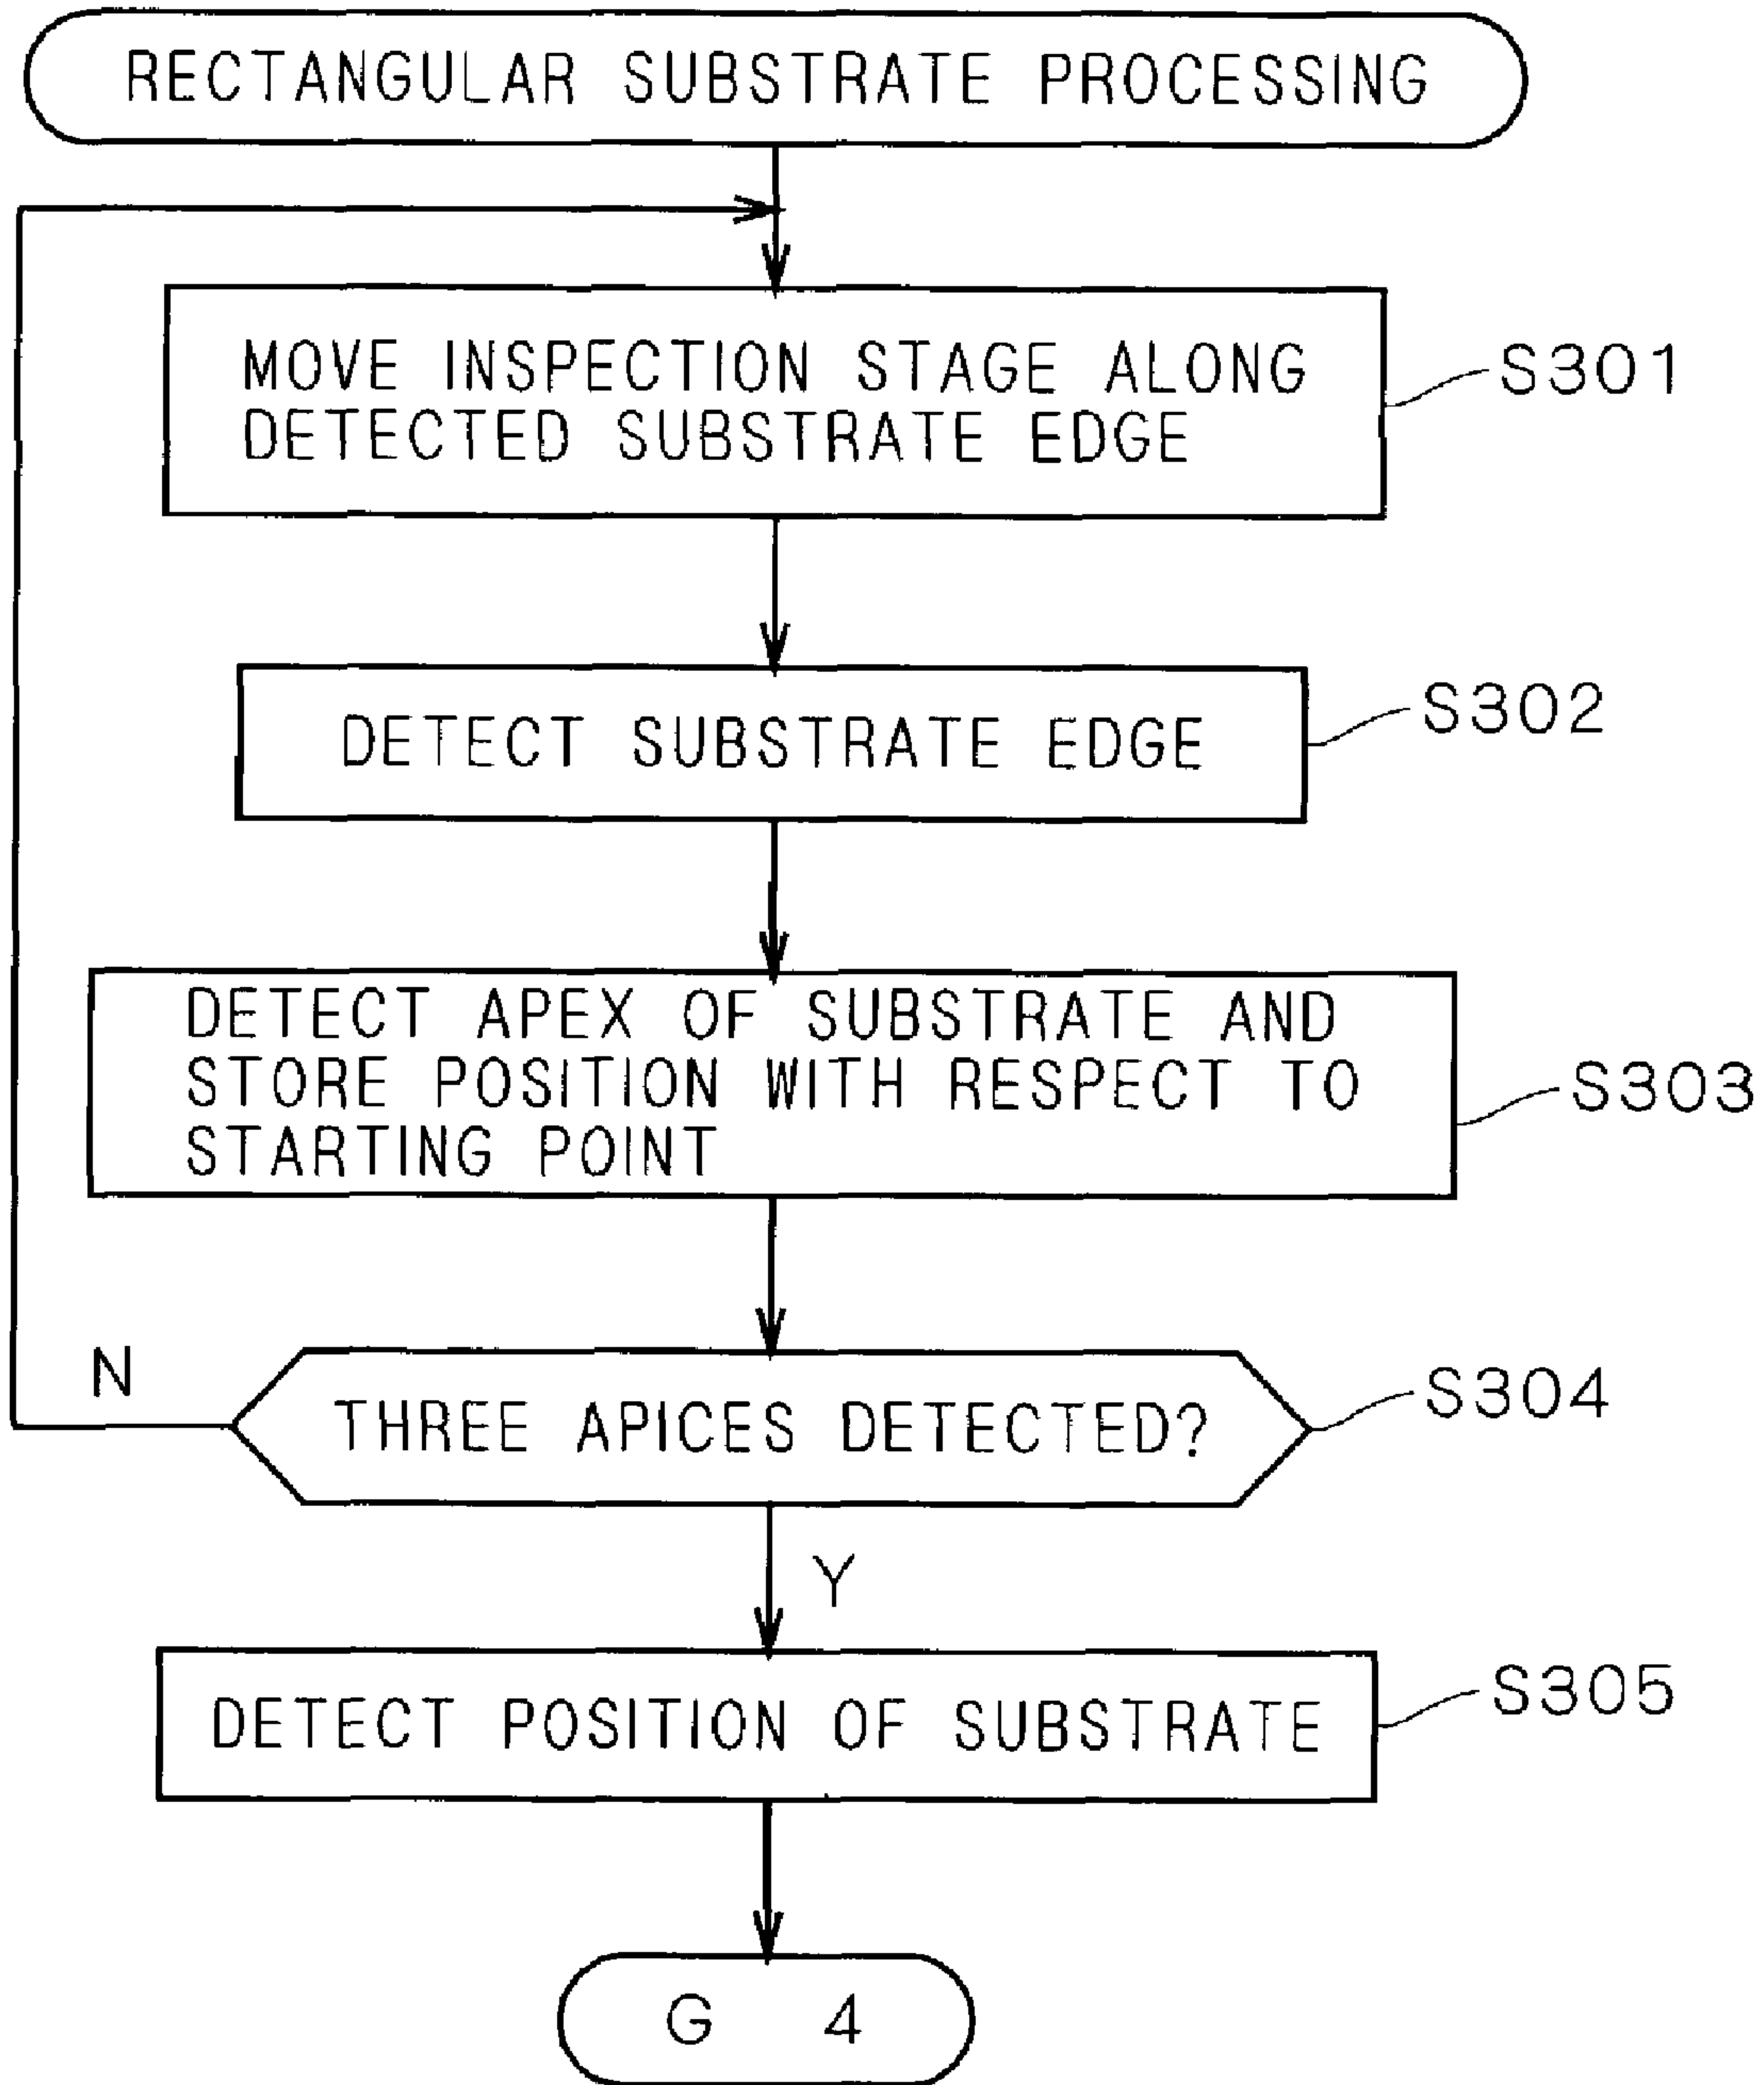 RECTANGULAR SUBSTRATE PROCESSING
MOVE INSPECTION STAGE ALONG
DETECTED SUBSTRATE EDGE
S301
DETECT SUBSTRATE EDGE
S302
DETECT APEX OF SUBSTRATE AND
STORE POSITION WITH RESPECT TO
STARTING POINT
S303
N
THREE APICES DETECTED?
S304
Y
DETECT POSITION OF SUBSTRATE
S305
G 4